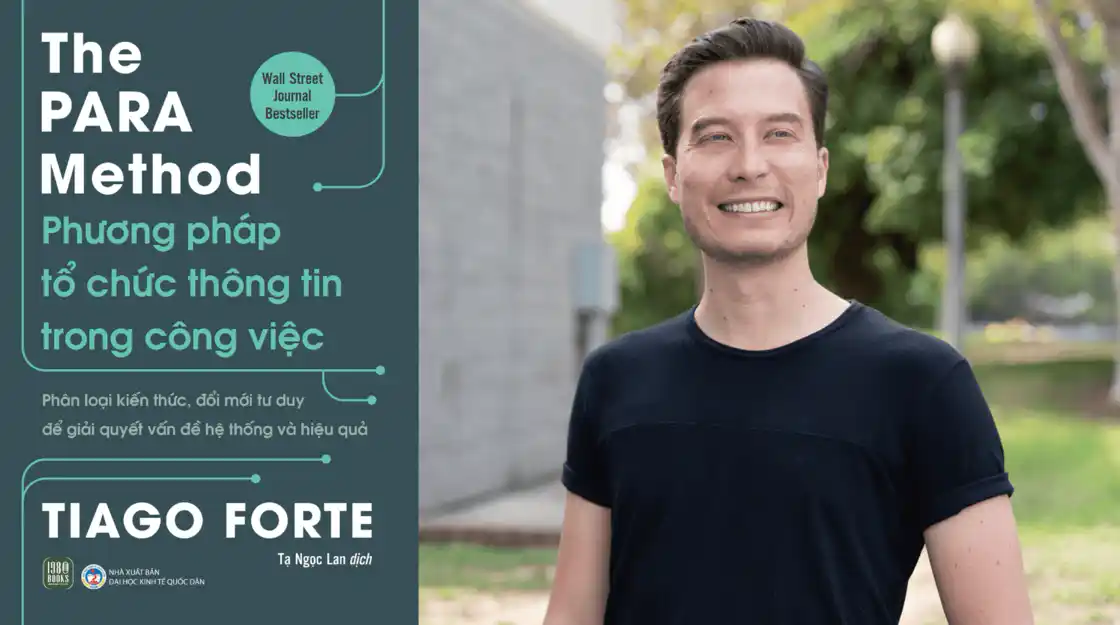 The
PARA
Method
Wall Street
Journal
Bestseller
Phương pháp
tổ chức thông tin
trong công việc
Phân loại kiến thức, đổi mới tư duy
để giải quyết vấn đề hệ thống và hiệu quả
TIAGO FORTE
Tạ Ngọc Lan dịch
1980
BOOKS
NHÀ XUẤT BẢN
ĐẠI HỌC KINH TẾ QUỐC DÂN